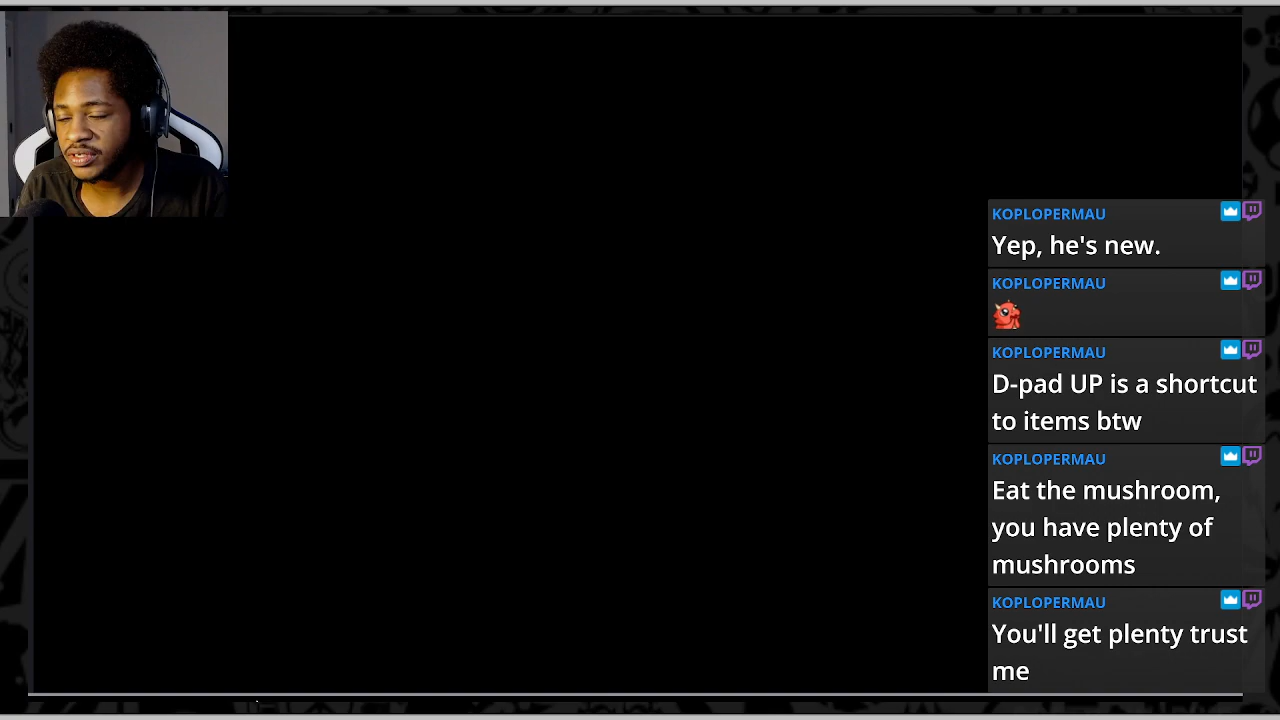 KOPLOPERMAU
Yep, he's new.
KOPLOPERMAU
KOPLOPERMAU
D-pad UP is a shortcut
to items btw
KOPLOPERMAU
Eat the mushroom,
you have plenty of
mushrooms
KOPLOPERMAU
You'll get plenty trust
me